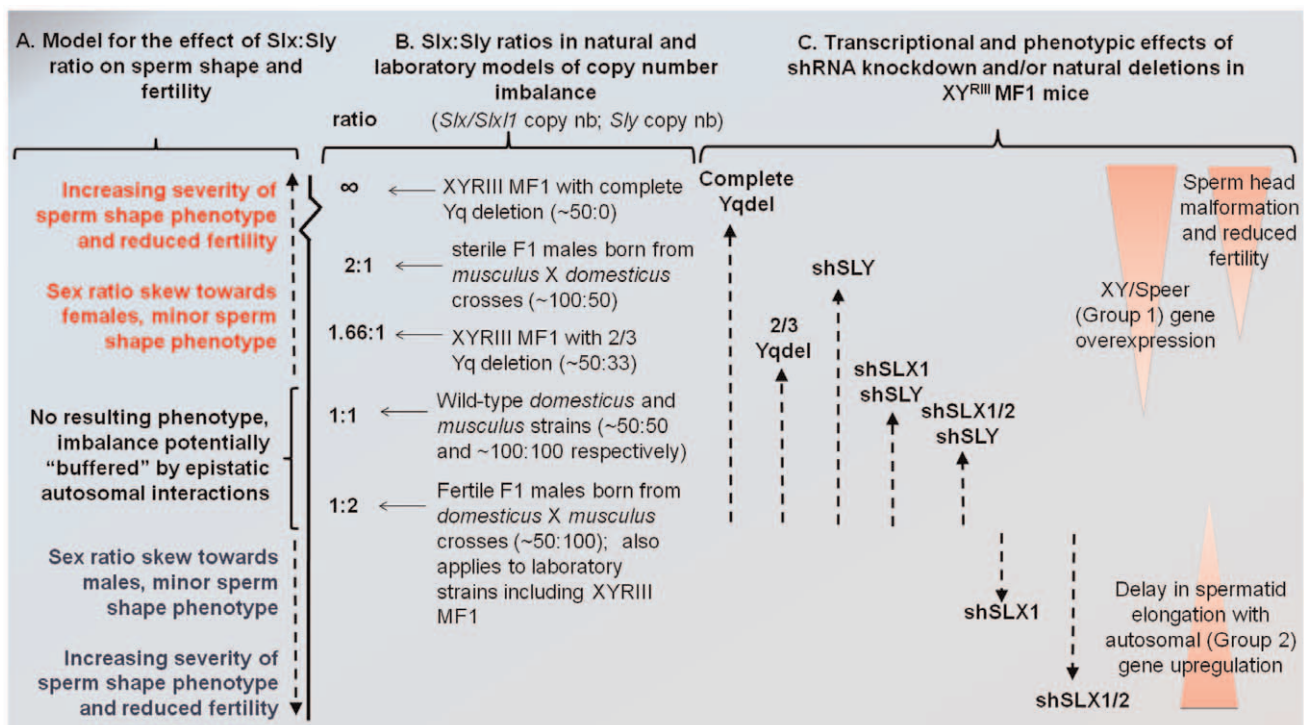 A. Model for the effect of Slx:Sly
ratio on sperm shape and
fertility
Increasing severity of
sperm shape phenotype
and reduced fertility
Sex ratio skew towards
females, minor sperm
shape phenotype
No resulting phenotype,
imbalance potentially
“buffered” by epistatic
autosomal interactions
Sex ratio skew towards
males, minor sperm
shape phenotype
Increasing severity of
sperm shape phenotype
and reduced fertility
B. Slx:Sly ratios in natural and
laboratory models of copy number
imbalance
ratio (Slx/Slxl1 copy nb; Sly copy nb)
∞ XYRIII MF1 with complete
Yq deletion (~50:0)
2:1 sterile F1 males born from
musculus X domesticus
crosses (~100:50)
1.66:1 XYRIII MF1 with 2/3
Yq deletion (~50:33)
1:1 Wild-type domesticus and
musculus strains (~50:50
and ~100:100 respectively)
1:2 Fertile F1 males born from
domesticus X musculus
crosses (~50:100); also
applies to laboratory
strains including XYRIII
MF1
C. Transcriptional and phenotypic effects of
shRNA knockdown and/or natural deletions in
XY^RIII MF1 mice
Complete
Yqdel
shSLY
2/3
Yqdel
shSLX1
shSLY
shSLX1/2
shSLY
shSLX1
shSLX1/2
Sperm head
malformation
and reduced
fertility
XY/Speer
(Group 1) gene
overexpression
Delay in spermatid
elongation with
autosomal (Group 2)
gene upregulation